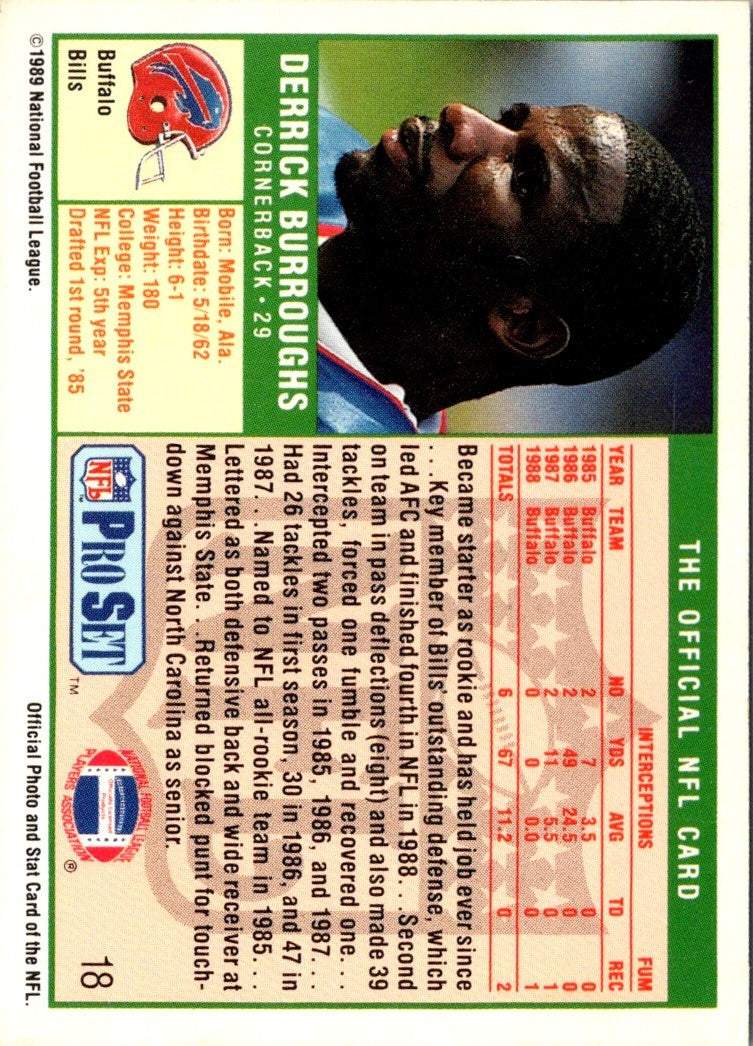 THE OFFICIAL NFL CARD
DERRICK BURROUGHS
CORNERBACK • 29
Buffalo
Bills
Born: Mobile, Ala.
Birthdate: 5/18/62
Height: 6-1
Weight: 180
College: Memphis State
NFL Exp: 5th year
Drafted 1st round, '85
INTERCEPTIONS FUM
YEAR TEAM NO YDS AVG TD REC
1985 Buffalo 2 7 3.5 0 0
1986 Buffalo 2 49 24.5 0 0
1987 Buffalo 2 11 5.5 0 1
1988 Buffalo 0 0 0.0 0 1
TOTALS 6 67 11.2 0 2
Became starter as rookie and has held job ever since
. . .Key member of Bills' outstanding defense, which
led AFC and finished fourth in NFL in 1988. . .Second
on team in pass deflections (eight) and also made 39
tackles, forced one fumble and recovered one. . .
Intercepted two passes in 1985, 1986, and 1987. . .
Had 26 tackles in first season, 30 in 1986, and 47 in
1987. . .Named to NFL all-rookie team in 1985. . .
Lettered as both defensive back and wide receiver at
Memphis State. . .Returned blocked punt for touch-
down against North Carolina as senior.
NFL PRO SET TM
NATIONAL FOOTBALL LEAGUE
PLAYERS ASSOCIATION
Officially Licensed
Product
®
18
© 1989 National Football League.
Official Photo and Stat Card of the NFL.